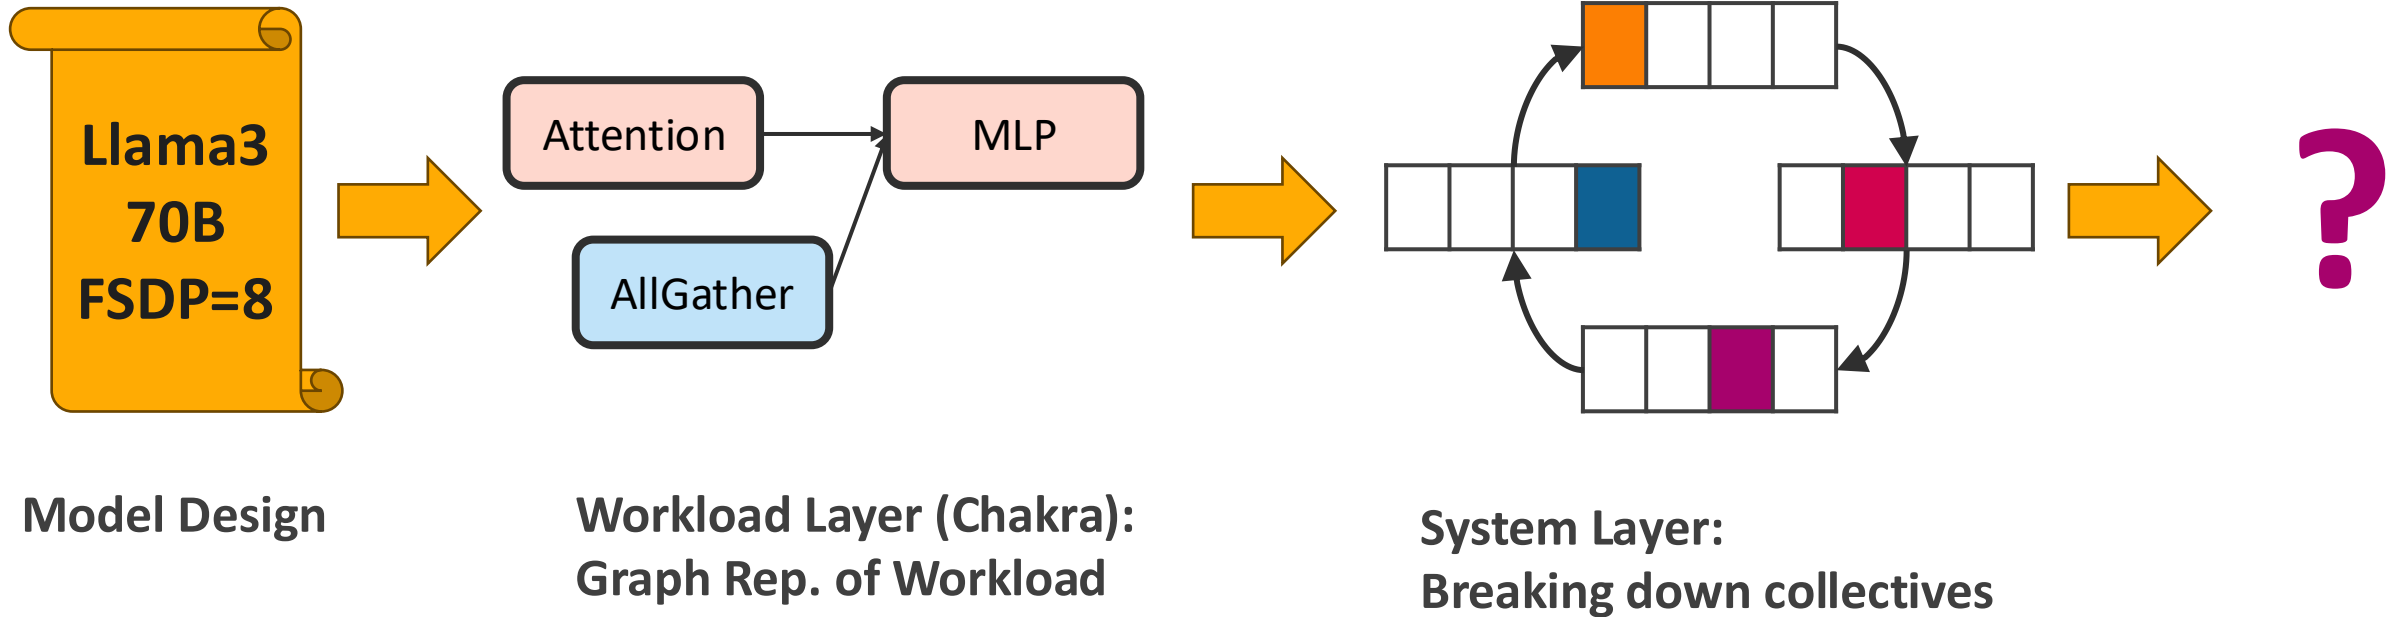 Llama3
70B
FSDP=8
Attention
MLP
AllGather
?
Model Design
Workload Layer (Chakra):
Graph Rep. of Workload
System Layer:
Breaking down collectives